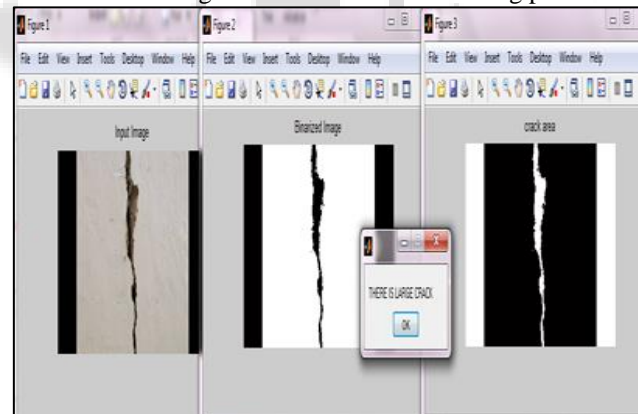 Figure 1
File Edit View Insert Tools Desktop Window Help
Input Image
Figure 2
File Edit View Insert Tools Desktop Window Help
Binarized Image
Figure 3
File Edit View Insert Tools Desktop Window Help
crack area
THERE IS LARGE CRACK
OK